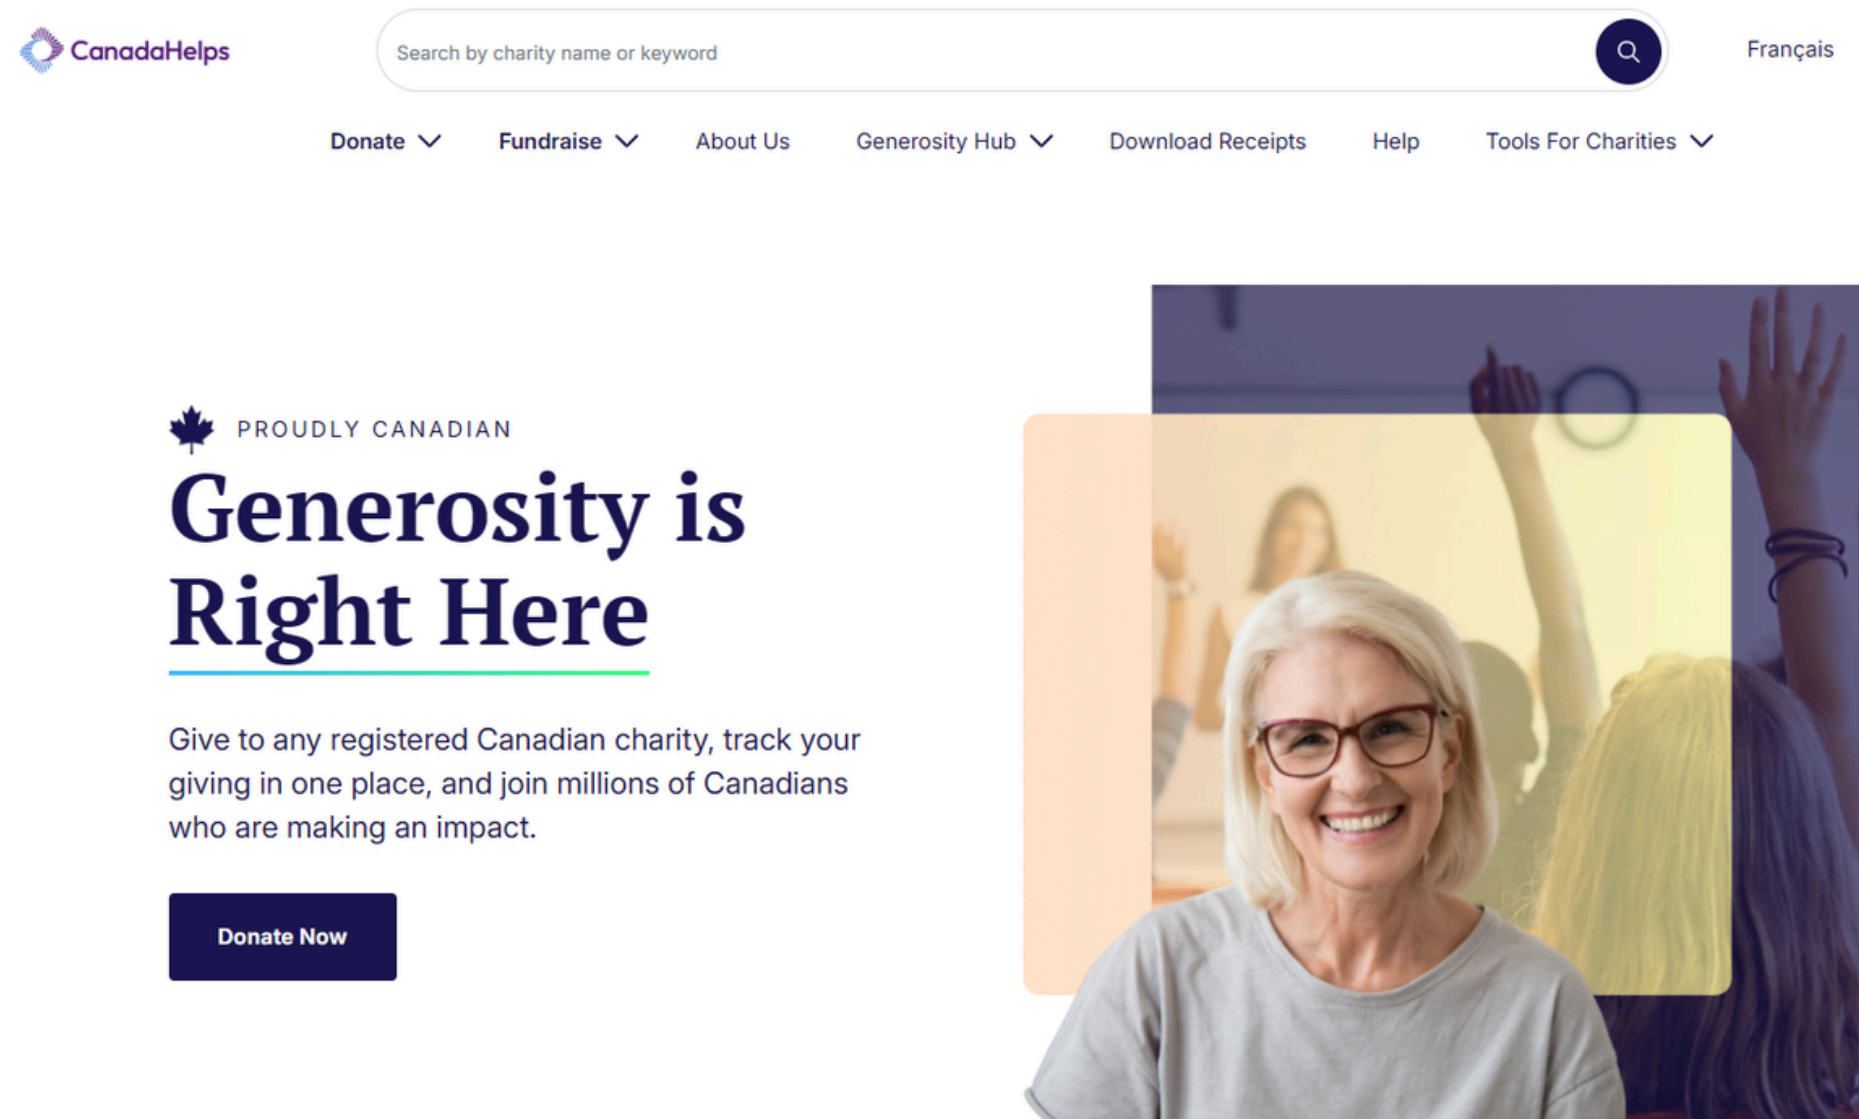 CanadaHelps
Search by charity name or keyword
Français
Donate
Fundraise
About Us
Generosity Hub
Download Receipts
Help
Tools For Charities
PROUDLY CANADIAN
Generosity is
Right Here
Give to any registered Canadian charity, track your
giving in one place, and join millions of Canadians
who are making an impact.
Donate Now